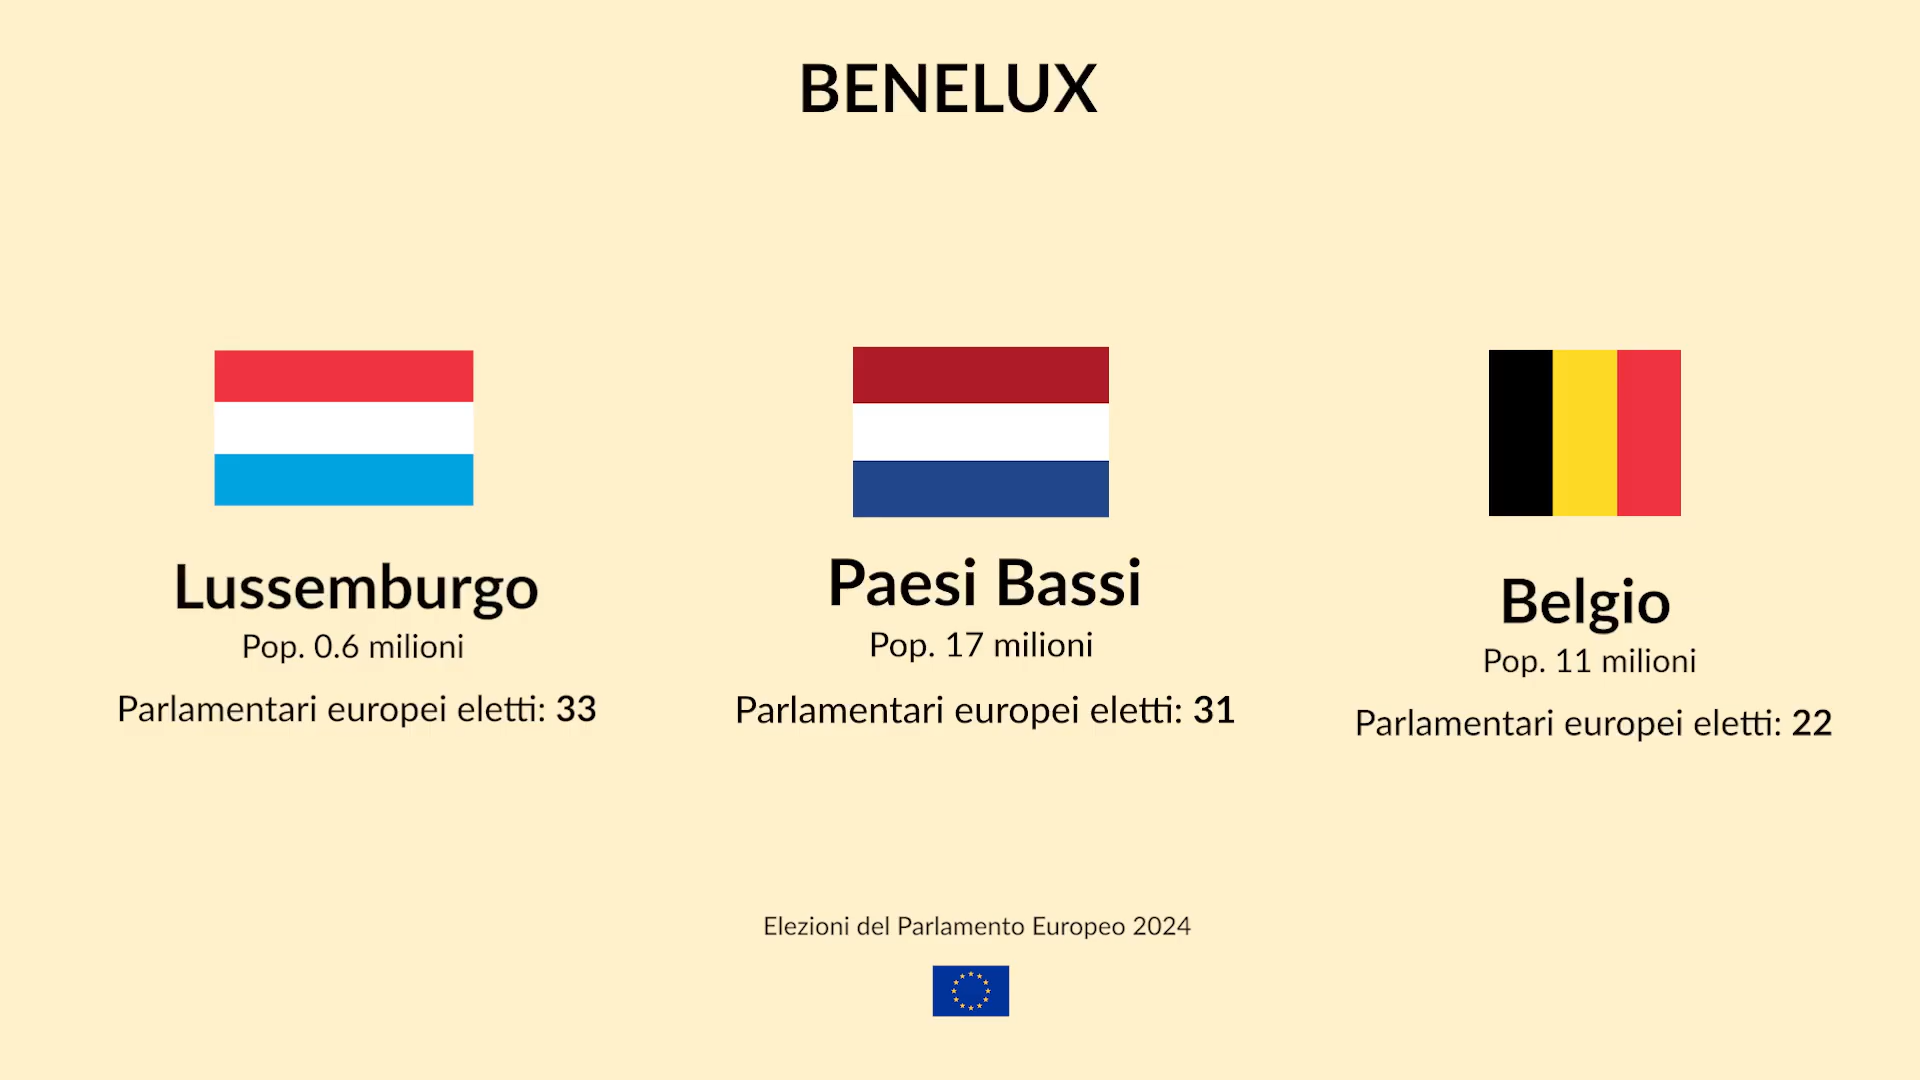 BENELUX
Lussemburgo
Pop. 0.6 milioni
Parlamentari europei eletti: 33
Paesi Bassi
Pop. 17 milioni
Parlamentari europei eletti: 31
Belgio
Pop. 11 milioni
Parlamentari europei eletti: 22
Elezioni del Parlamento Europeo 2024